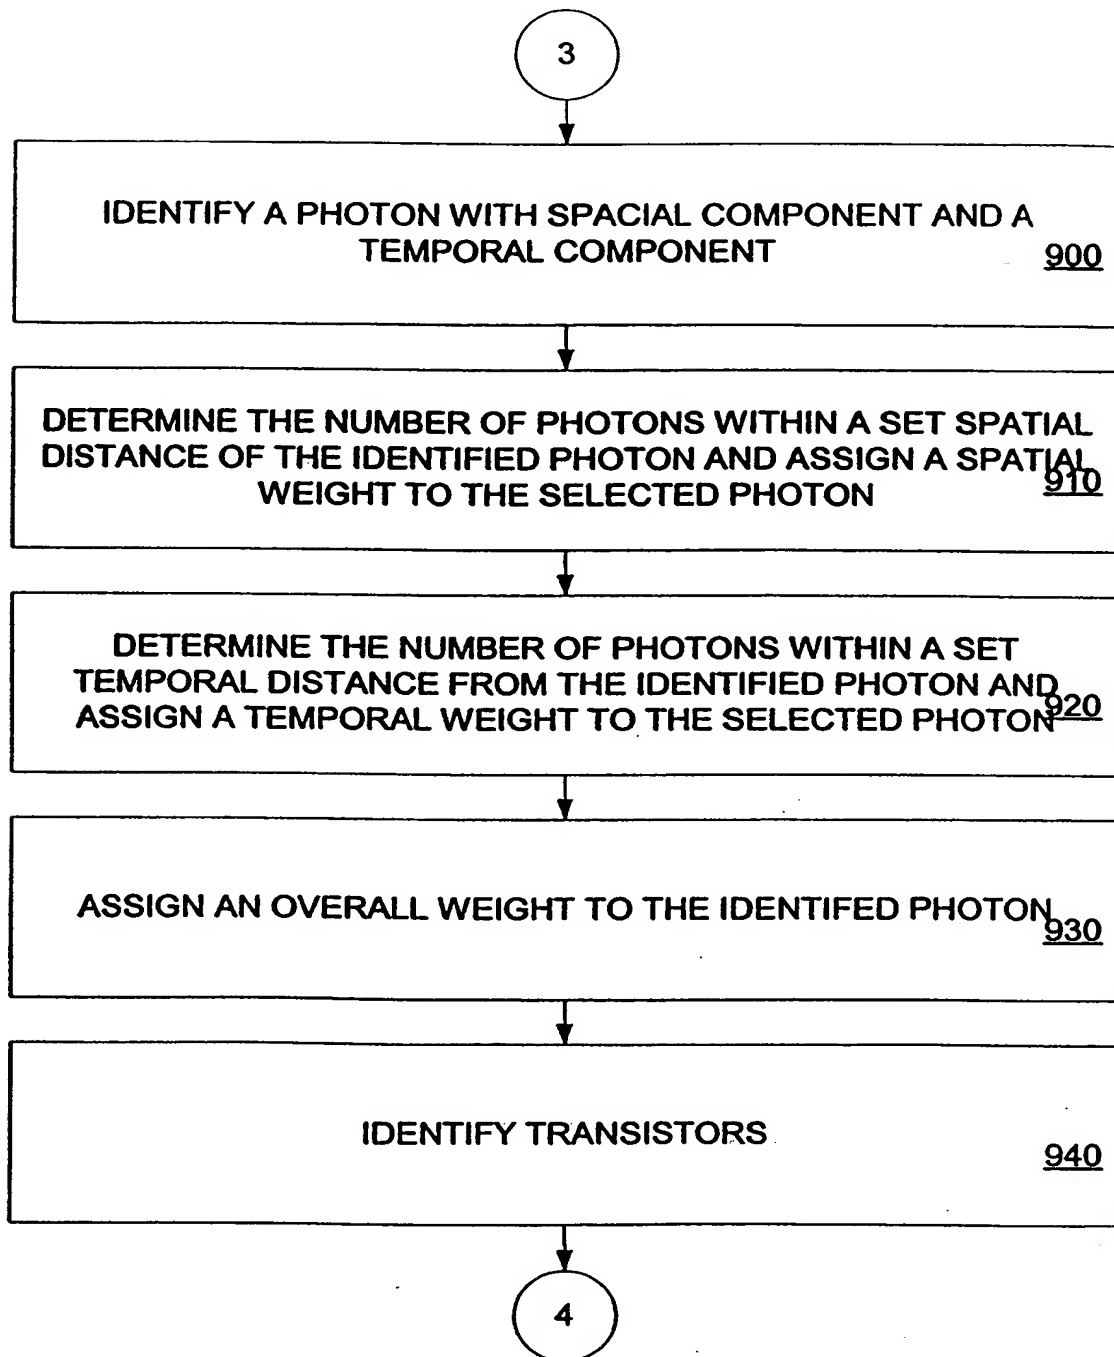 3
IDENTIFY A PHOTON WITH SPACIAL COMPONENT AND A
TEMPORAL COMPONENT
900
DETERMINE THE NUMBER OF PHOTONS WITHIN A SET SPATIAL
DISTANCE OF THE IDENTIFIED PHOTON AND ASSIGN A SPATIAL
WEIGHT TO THE SELECTED PHOTON
910
DETERMINE THE NUMBER OF PHOTONS WITHIN A SET
TEMPORAL DISTANCE FROM THE IDENTIFIED PHOTON AND
ASSIGN A TEMPORAL WEIGHT TO THE SELECTED PHOTON
920
ASSIGN AN OVERALL WEIGHT TO THE IDENTIFED PHOTON
930
IDENTIFY TRANSISTORS
940
4